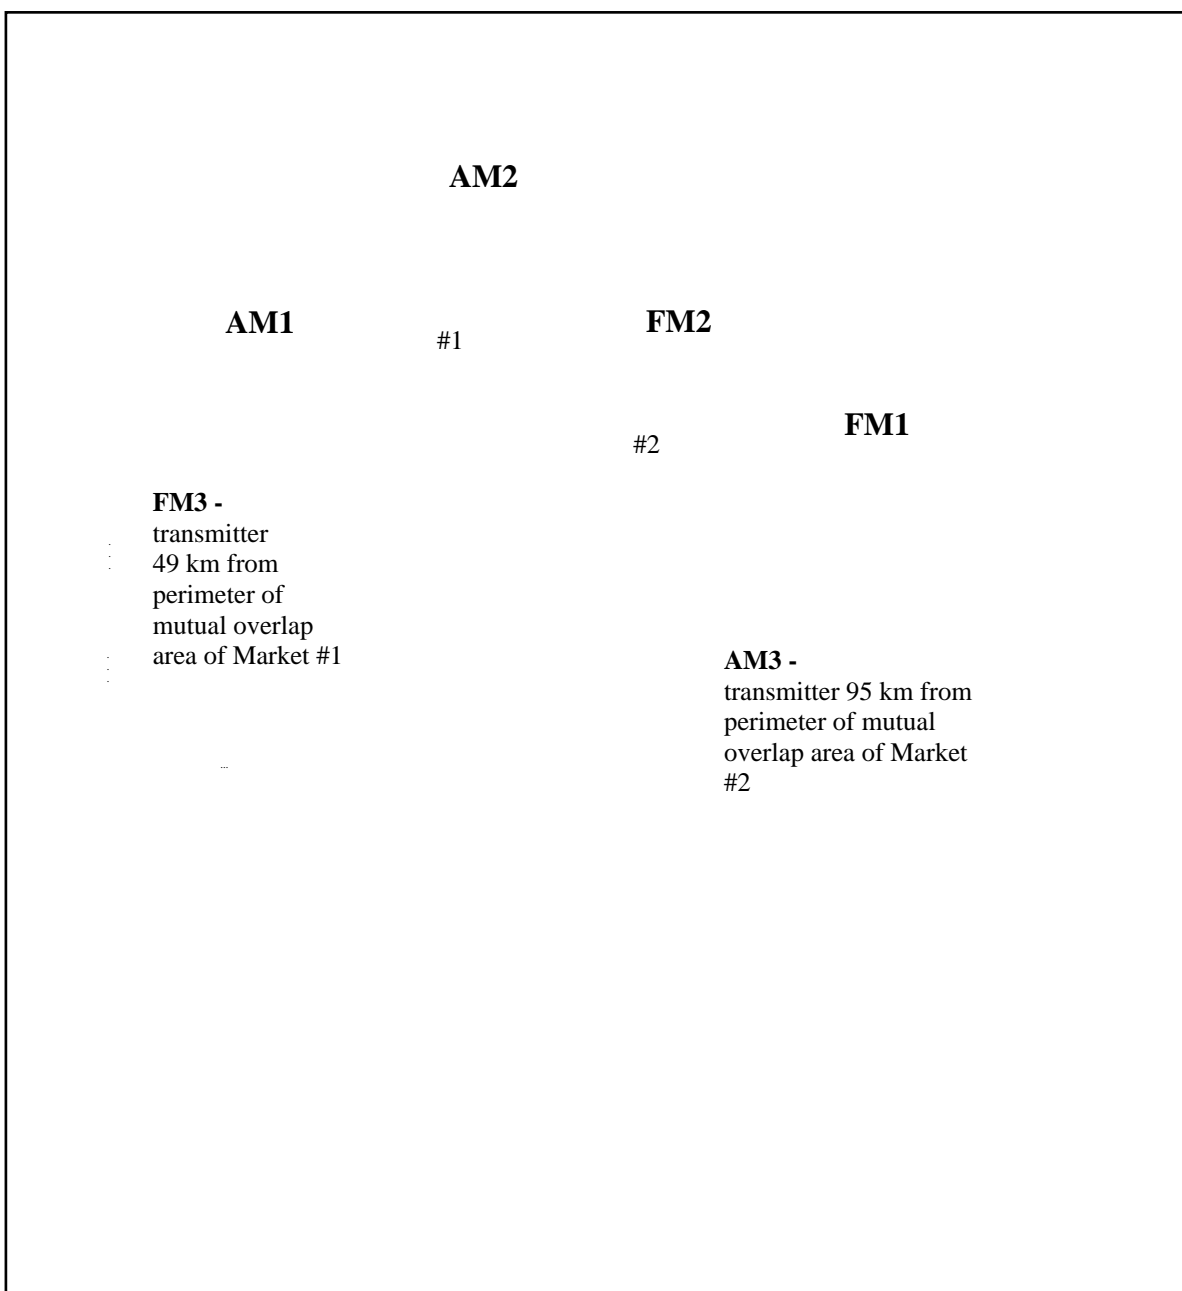 AM2
AM1
#1
FM2
FM1
#2
FM3 -
transmitter
49 km from
perimeter of
mutual overlap
area of Market #1
AM3 -
transmitter 95 km from
perimeter of mutual
overlap area of Market
#2